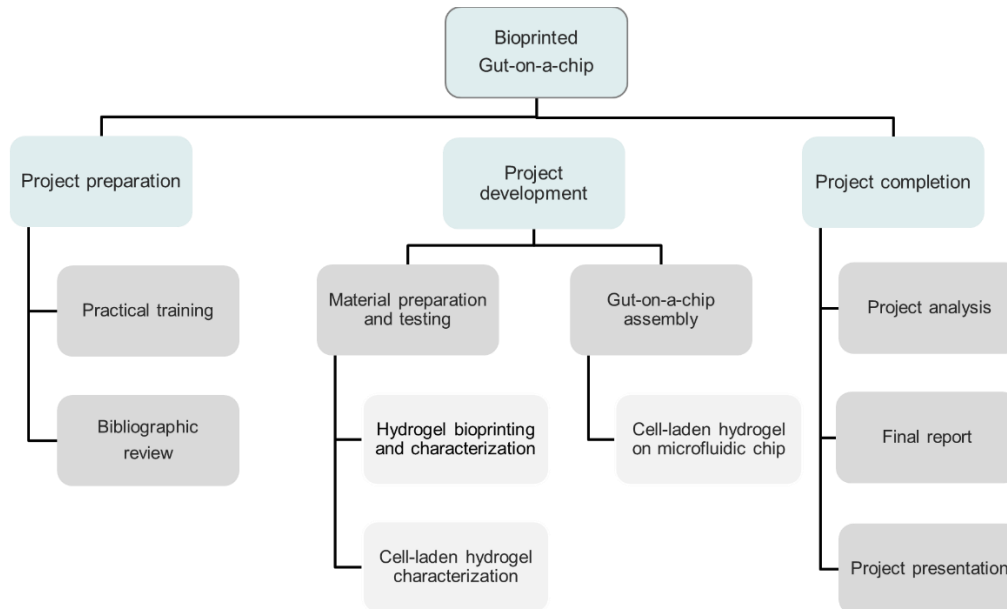 Bioprinted
Gut-on-a-chip
Project preparation
Project
development
Project completion
Practical training
Material preparation
and testing
Gut-on-a-chip
assembly
Project analysis
Bibliographic
review
Hydrogel bioprinting
and characterization
Cell-laden hydrogel
on microfluidic chip
Final report
Cell-laden hydrogel
characterization
Project presentation